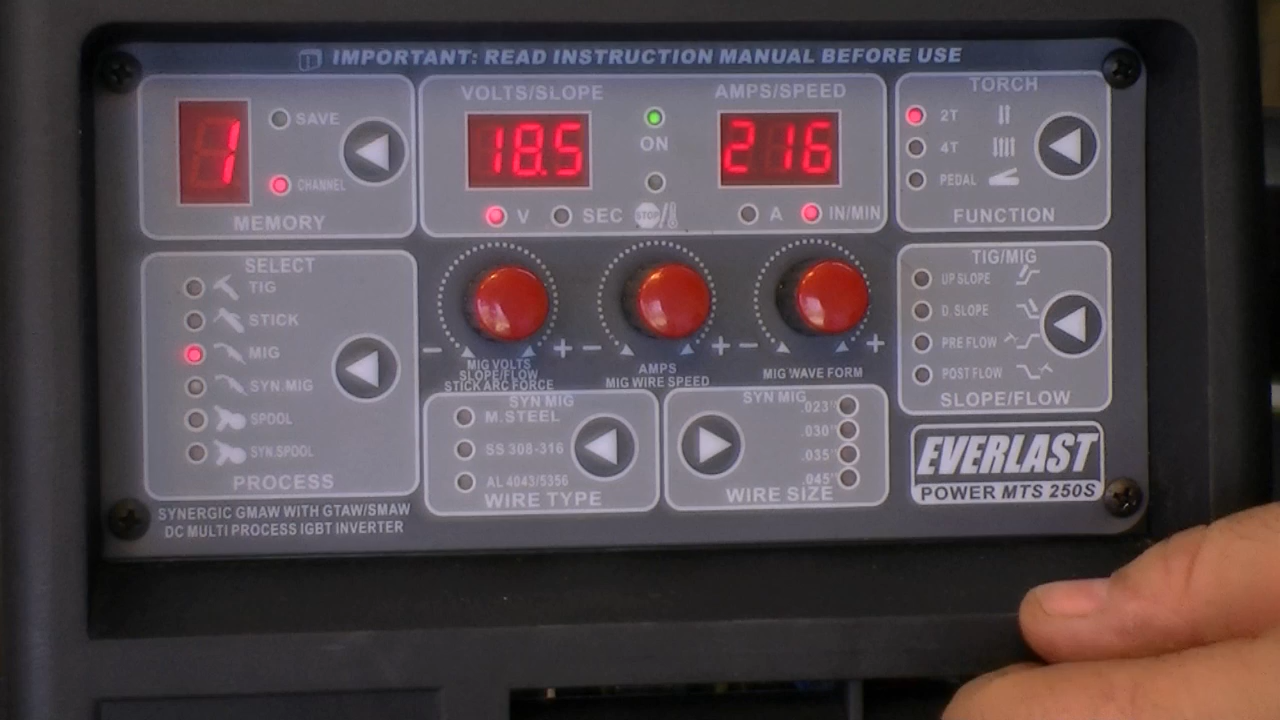 IMPORTANT: READ INSTRUCTION MANUAL BEFORE USE
1
SAVE
CHANNEL
MEMORY
VOLTS/SLOPE
AMPS/SPEED
18.5
ON
216
V
SEC
STOP
A
IN/MIN
TORCH
2T
4T
PEDAL
FUNCTION
SELECT
TIG
STICK
MIG
SYN.MIG
SPOOL
SYN.SPOOL
PROCESS
- +
- +
- +
MIG VOLTS
SLOPE/FLOW
STICK ARC FORCE
AMPS
MIG WIRE SPEED
MIG WAVE FORM
TIG/MIG
UP SLOPE
D. SLOPE
PRE FLOW
POST FLOW
SLOPE/FLOW
SYN MIG
M.STEEL
SS 308-316
AL 4043/5356
WIRE TYPE
SYN MIG
.023"
.030"
.035"
.045"
WIRE SIZE
EVERLAST
POWER MTS 250S
SYNERGIC GMAW WITH GTAW/SMAW
DC MULTI PROCESS IGBT INVERTER